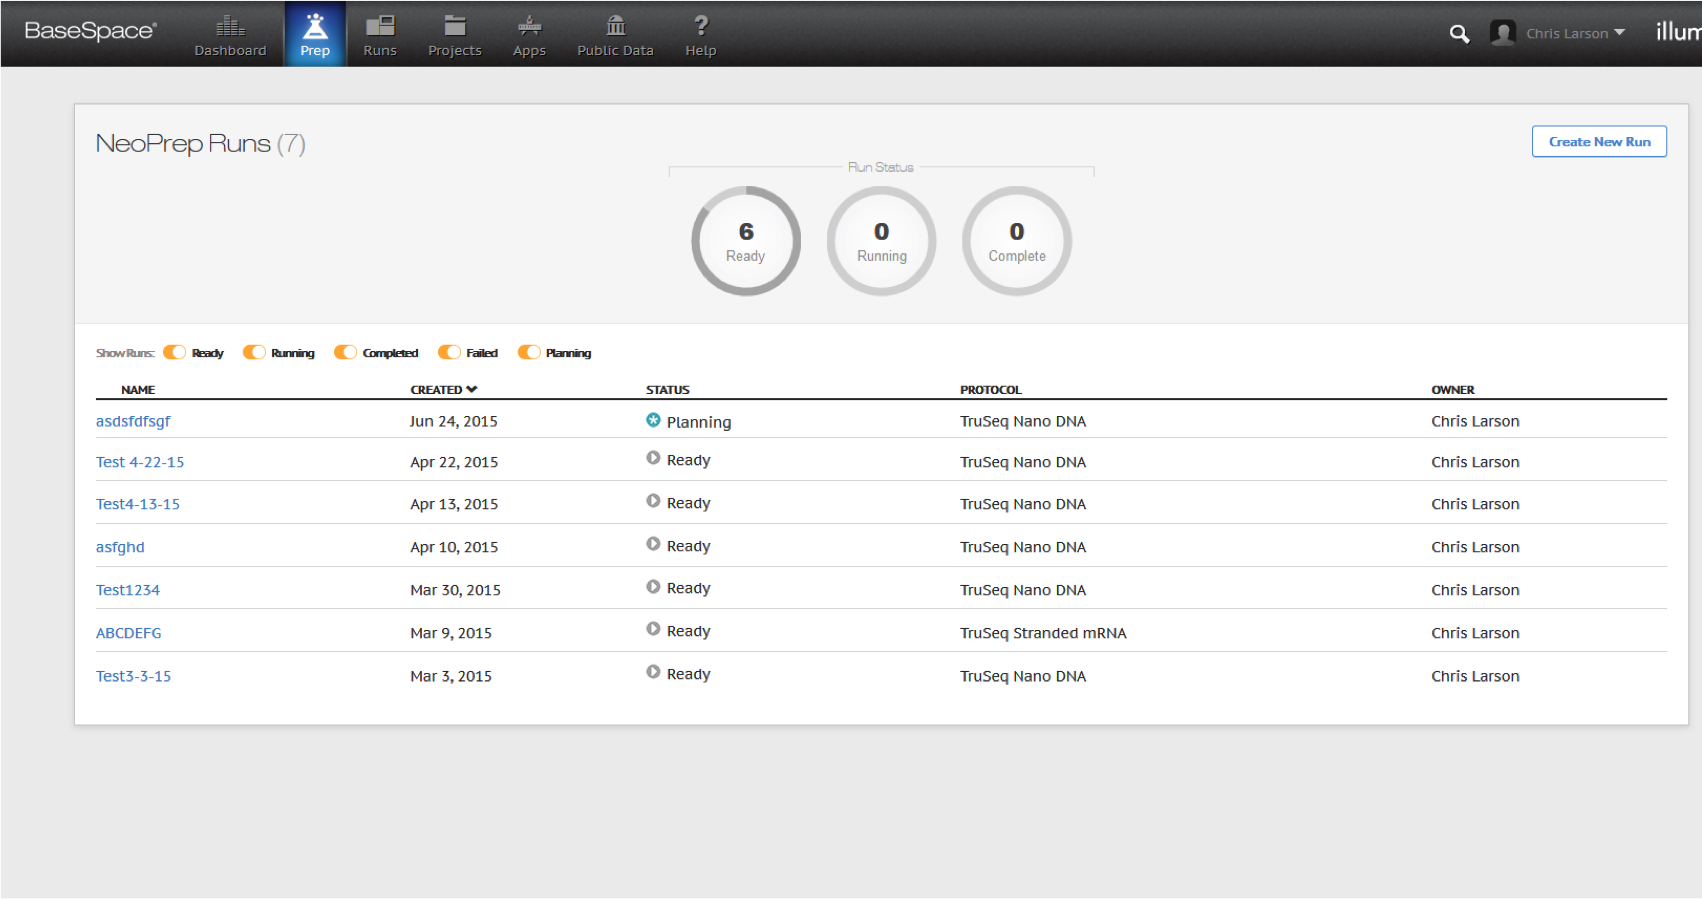 BaseSpace®
Dashboard
Prep
Runs
Projects
Apps
Public Data
? Help
Chris Larson
illum
NeoPrep Runs (7)
Create New Run
Run Status
6 Ready
0 Running
0 Complete
Show Runs: Ready Running Completed Failed Planning
NAME CREATED STATUS PROTOCOL OWNER
asdsfdfsgf Jun 24, 2015 Planning TruSeq Nano DNA Chris Larson
Test 4-22-15 Apr 22, 2015 Ready TruSeq Nano DNA Chris Larson
Test4-13-15 Apr 13, 2015 Ready TruSeq Nano DNA Chris Larson
asfghd Apr 10, 2015 Ready TruSeq Nano DNA Chris Larson
Test1234 Mar 30, 2015 Ready TruSeq Nano DNA Chris Larson
ABCDEFG Mar 9, 2015 Ready TruSeq Stranded mRNA Chris Larson
Test3-3-15 Mar 3, 2015 Ready TruSeq Nano DNA Chris Larson